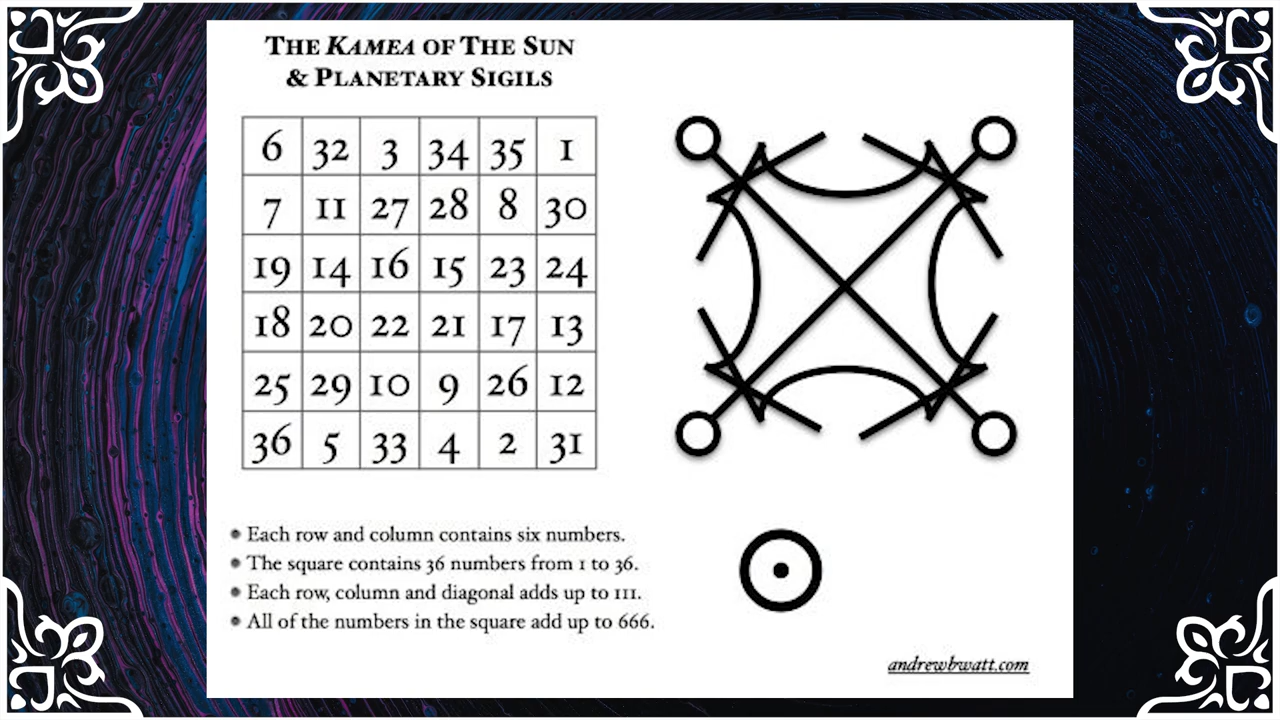 THE KAMEA OF THE SUN
& PLANETARY SIGILS
6 32 3 34 35 1
7 11 27 28 8 30
19 14 16 15 23 24
18 20 22 21 17 13
25 29 10 9 26 12
36 5 33 4 2 31
• Each row and column contains six numbers.
• The square contains 36 numbers from 1 to 36.
• Each row, column and diagonal adds up to 111.
• All of the numbers in the square add up to 666.
andrewbwatt.com